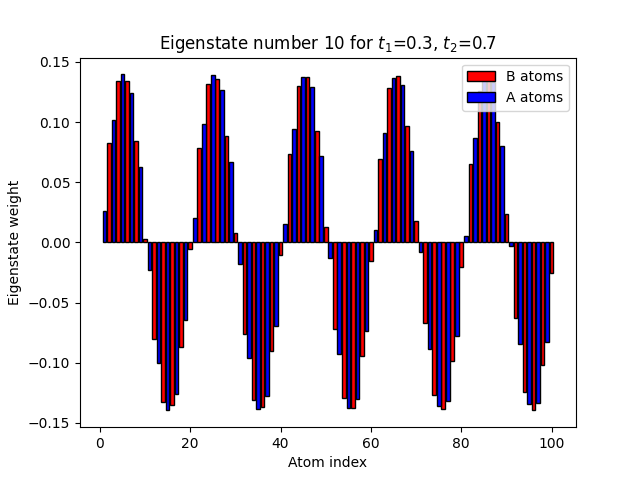 Eigenstate number 10 for t₁=0.3, t₂=0.7
B atoms
A atoms
Eigenstate weight
0.15
0.10
0.05
0.00
−0.05
−0.10
−0.15
0 20 40 60 80 100
Atom index